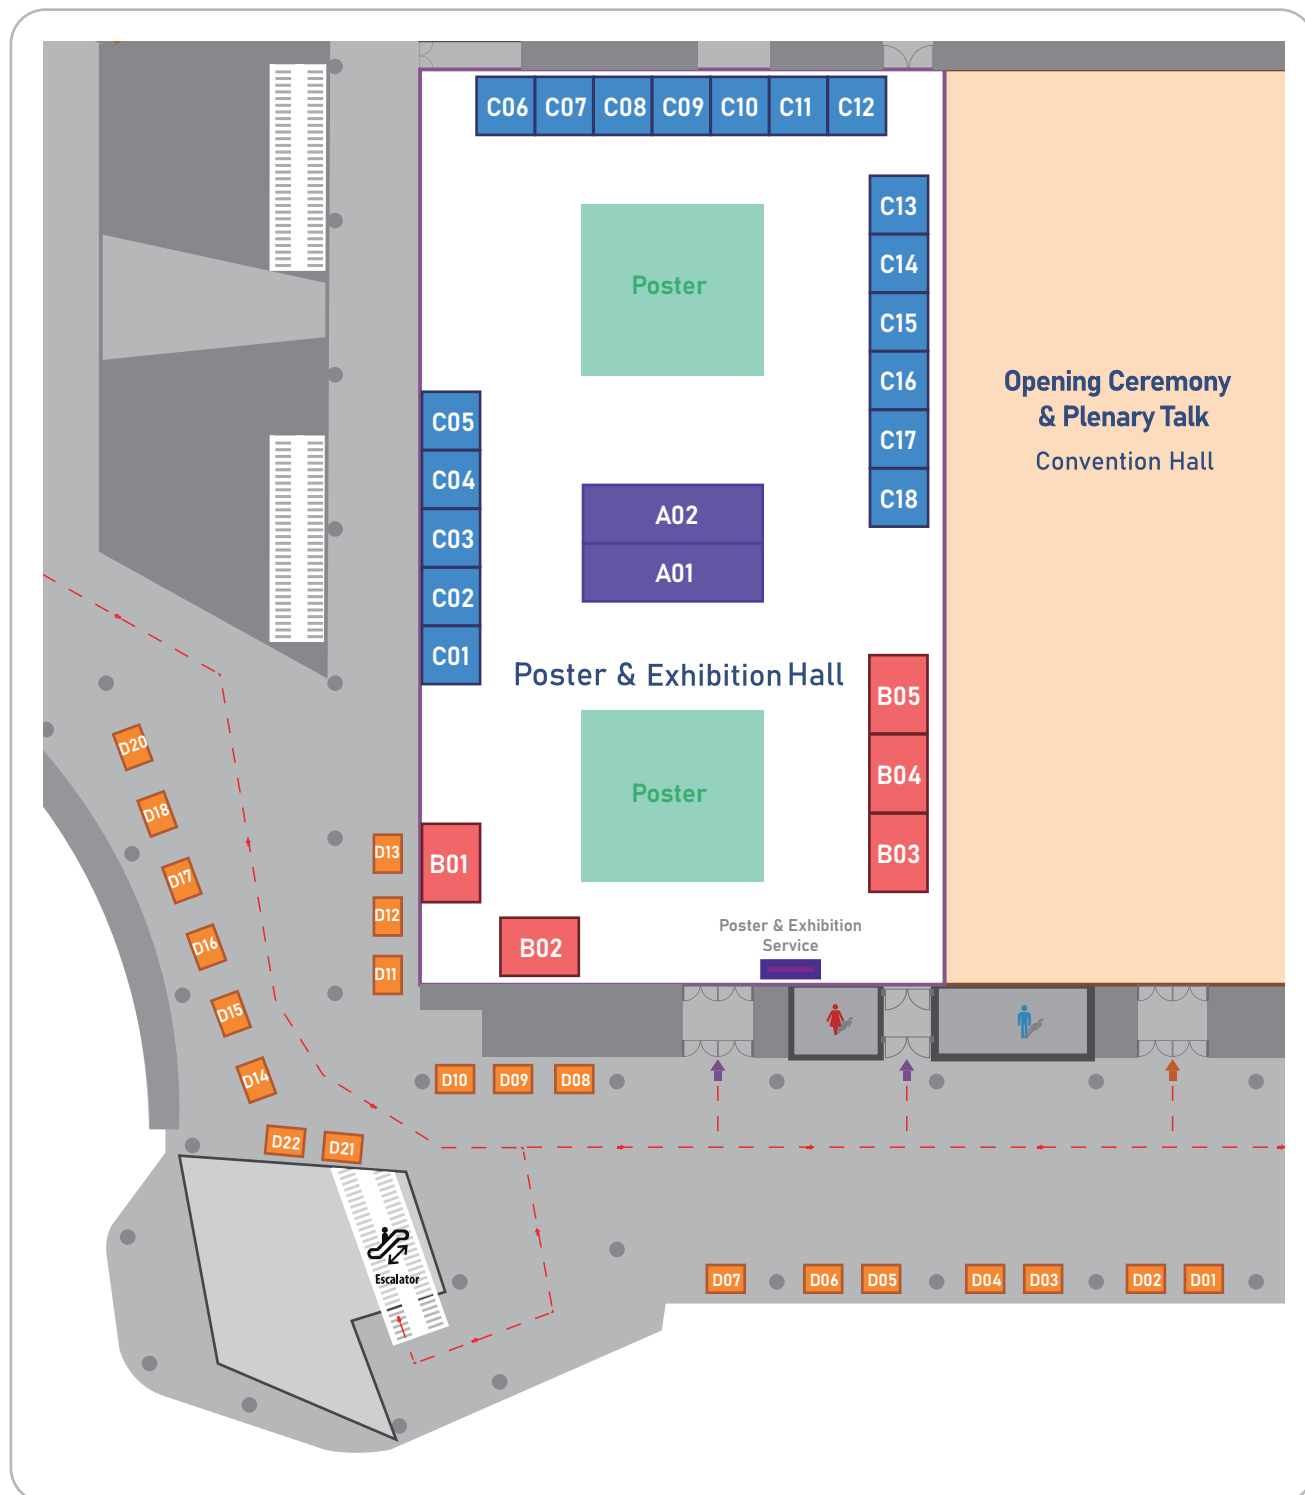 C06 C07 C08 C09 C10 C11 C12
C13
C14
C15
C16
C17
C18
Poster
Opening Ceremony
& Plenary Talk
Convention Hall
C05
C04
C03
C02
C01
A02
A01
Poster & Exhibition Hall
B05
B04
B03
Poster
B01
B02
Poster & Exhibition
Service
D20
D18
D17
D16
D15
D14
D13
D12
D11
D10 D09 D08
D22 D21
Escalator
D07 D06 D05 D04 D03 D02 D01